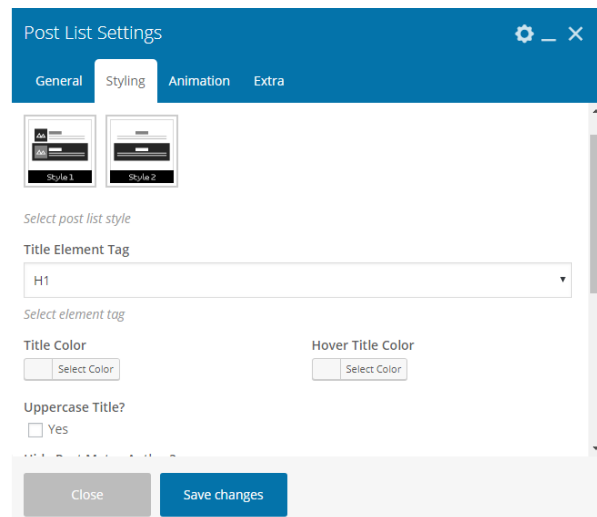 Post List Settings
General Styling Animation Extra
Style 1 Style 2
Select post list style
Title Element Tag
H1
Select element tag
Title Color Hover Title Color
Select Color Select Color
Uppercase Title?
Yes
Close Save changes